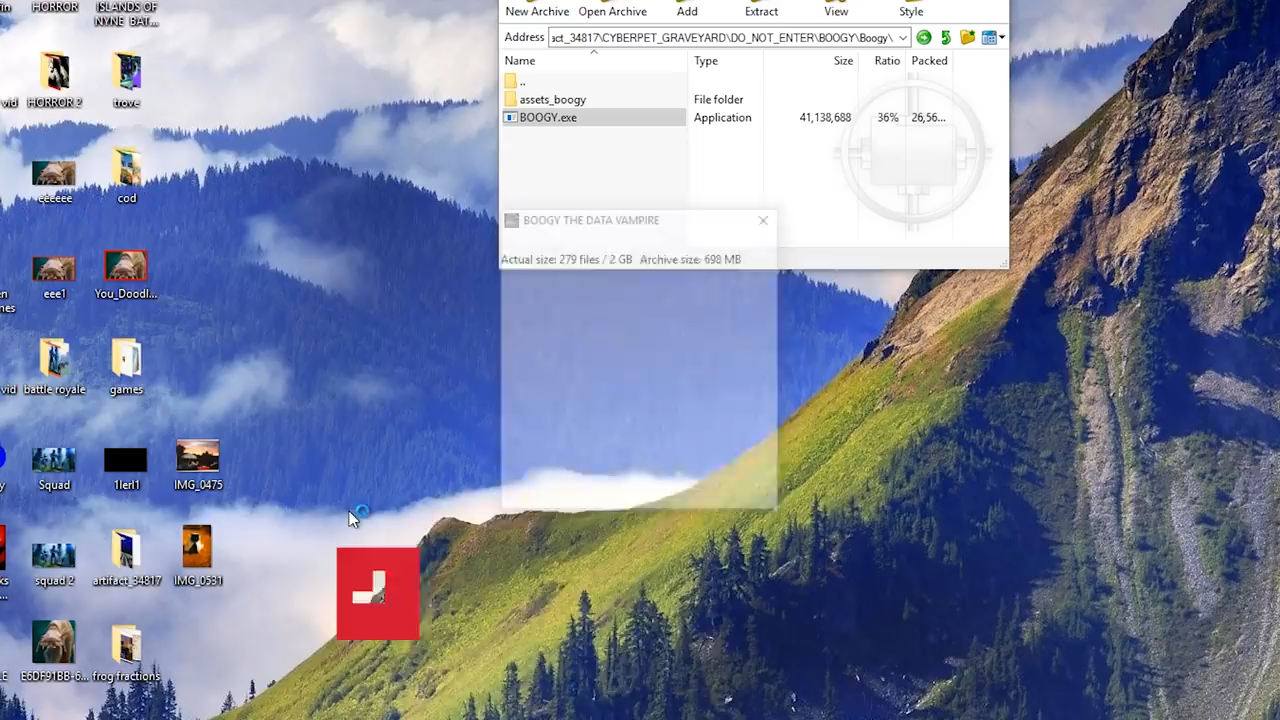 HORROR
ISLANDS OF
NYNE  BAT...
New Archive
Open Archive
Add
Extract
View
Style
Address
\CYBERPET_GRAVEYARD\DO_NOT_ENTER\BOOGY\Boogy\
Name
Type
Size
Ratio
Packed
..
assets_boogy
File folder
BOOGY.exe
Application
41,138,688
36%
26,56...
BOOGY THE DATA VAMPIRE
Actual size: 279 files / 2 GB
Archive size: 698 MB
vid
HORROR 2
trove
eeeeee
cod
eee1
You_Doodl...
vid
battle royale
games
Squad
1lerl1
IMG_0475
squad 2
artifact_34817
IMG_0531
E6DF91BB-6...
frog fractions